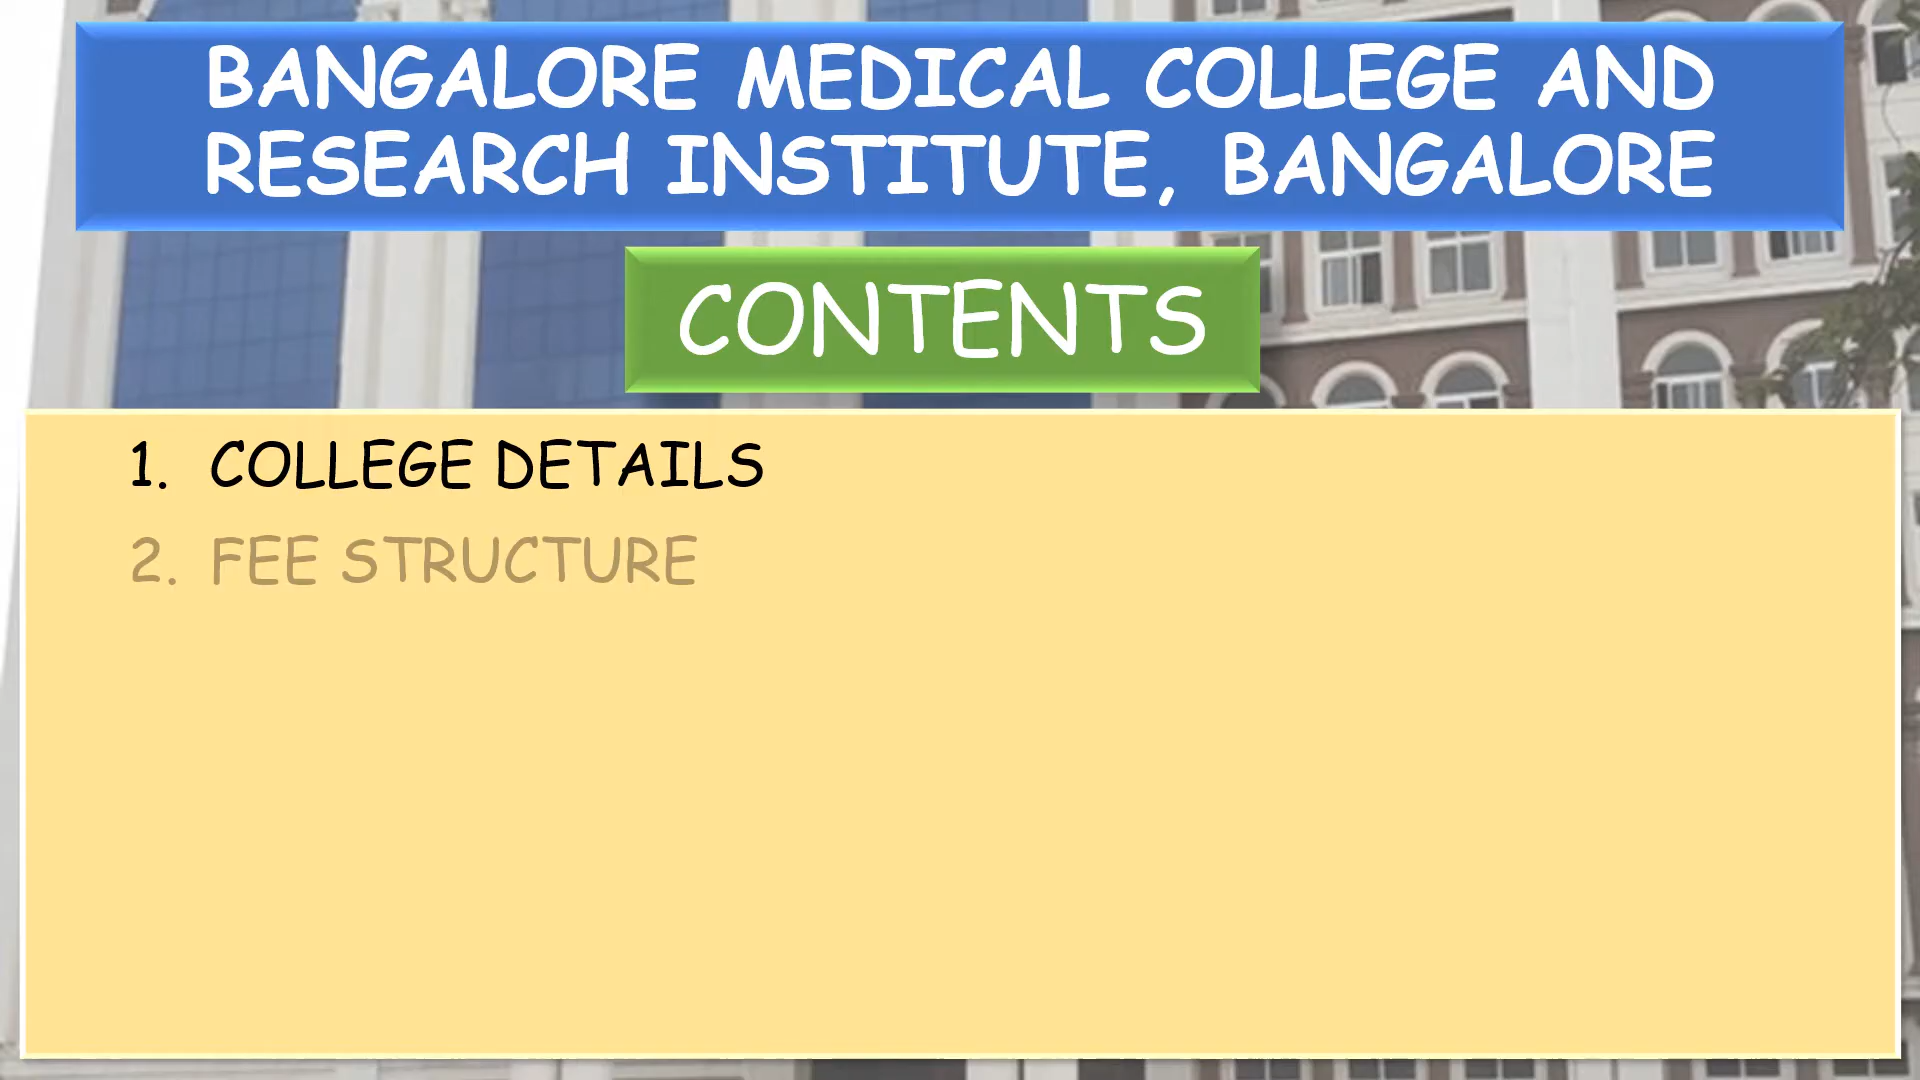 BANGALORE MEDICAL COLLEGE AND
RESEARCH INSTITUTE, BANGALORE
CONTENTS
1. COLLEGE DETAILS
2. FEE STRUCTURE